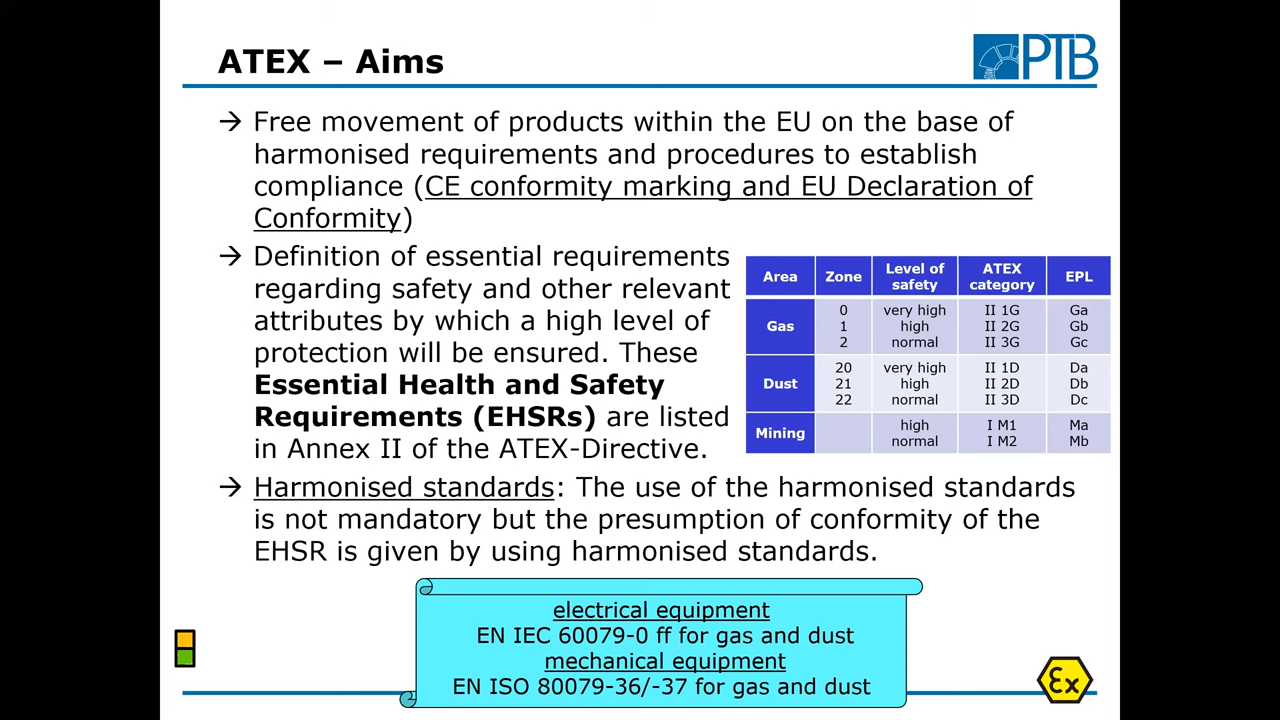 ATEX – Aims
PTB
→ Free movement of products within the EU on the base of
harmonised requirements and procedures to establish
compliance (CE conformity marking and EU Declaration of
Conformity)
→ Definition of essential requirements
regarding safety and other relevant
attributes by which a high level of
protection will be ensured. These
Essential Health and Safety
Requirements (EHSRs) are listed
in Annex II of the ATEX-Directive.
Area Zone Level of safety ATEX category EPL
Gas
0 very high II 1G Ga
1 high II 2G Gb
2 normal II 3G Gc
Dust
20 very high II 1D Da
21 high II 2D Db
22 normal II 3D Dc
Mining
high I M1 Ma
normal I M2 Mb
→ Harmonised standards: The use of the harmonised standards
is not mandatory but the presumption of conformity of the
EHSR is given by using harmonised standards.
electrical equipment
EN IEC 60079-0 ff for gas and dust
mechanical equipment
EN ISO 80079-36/-37 for gas and dust
Ex